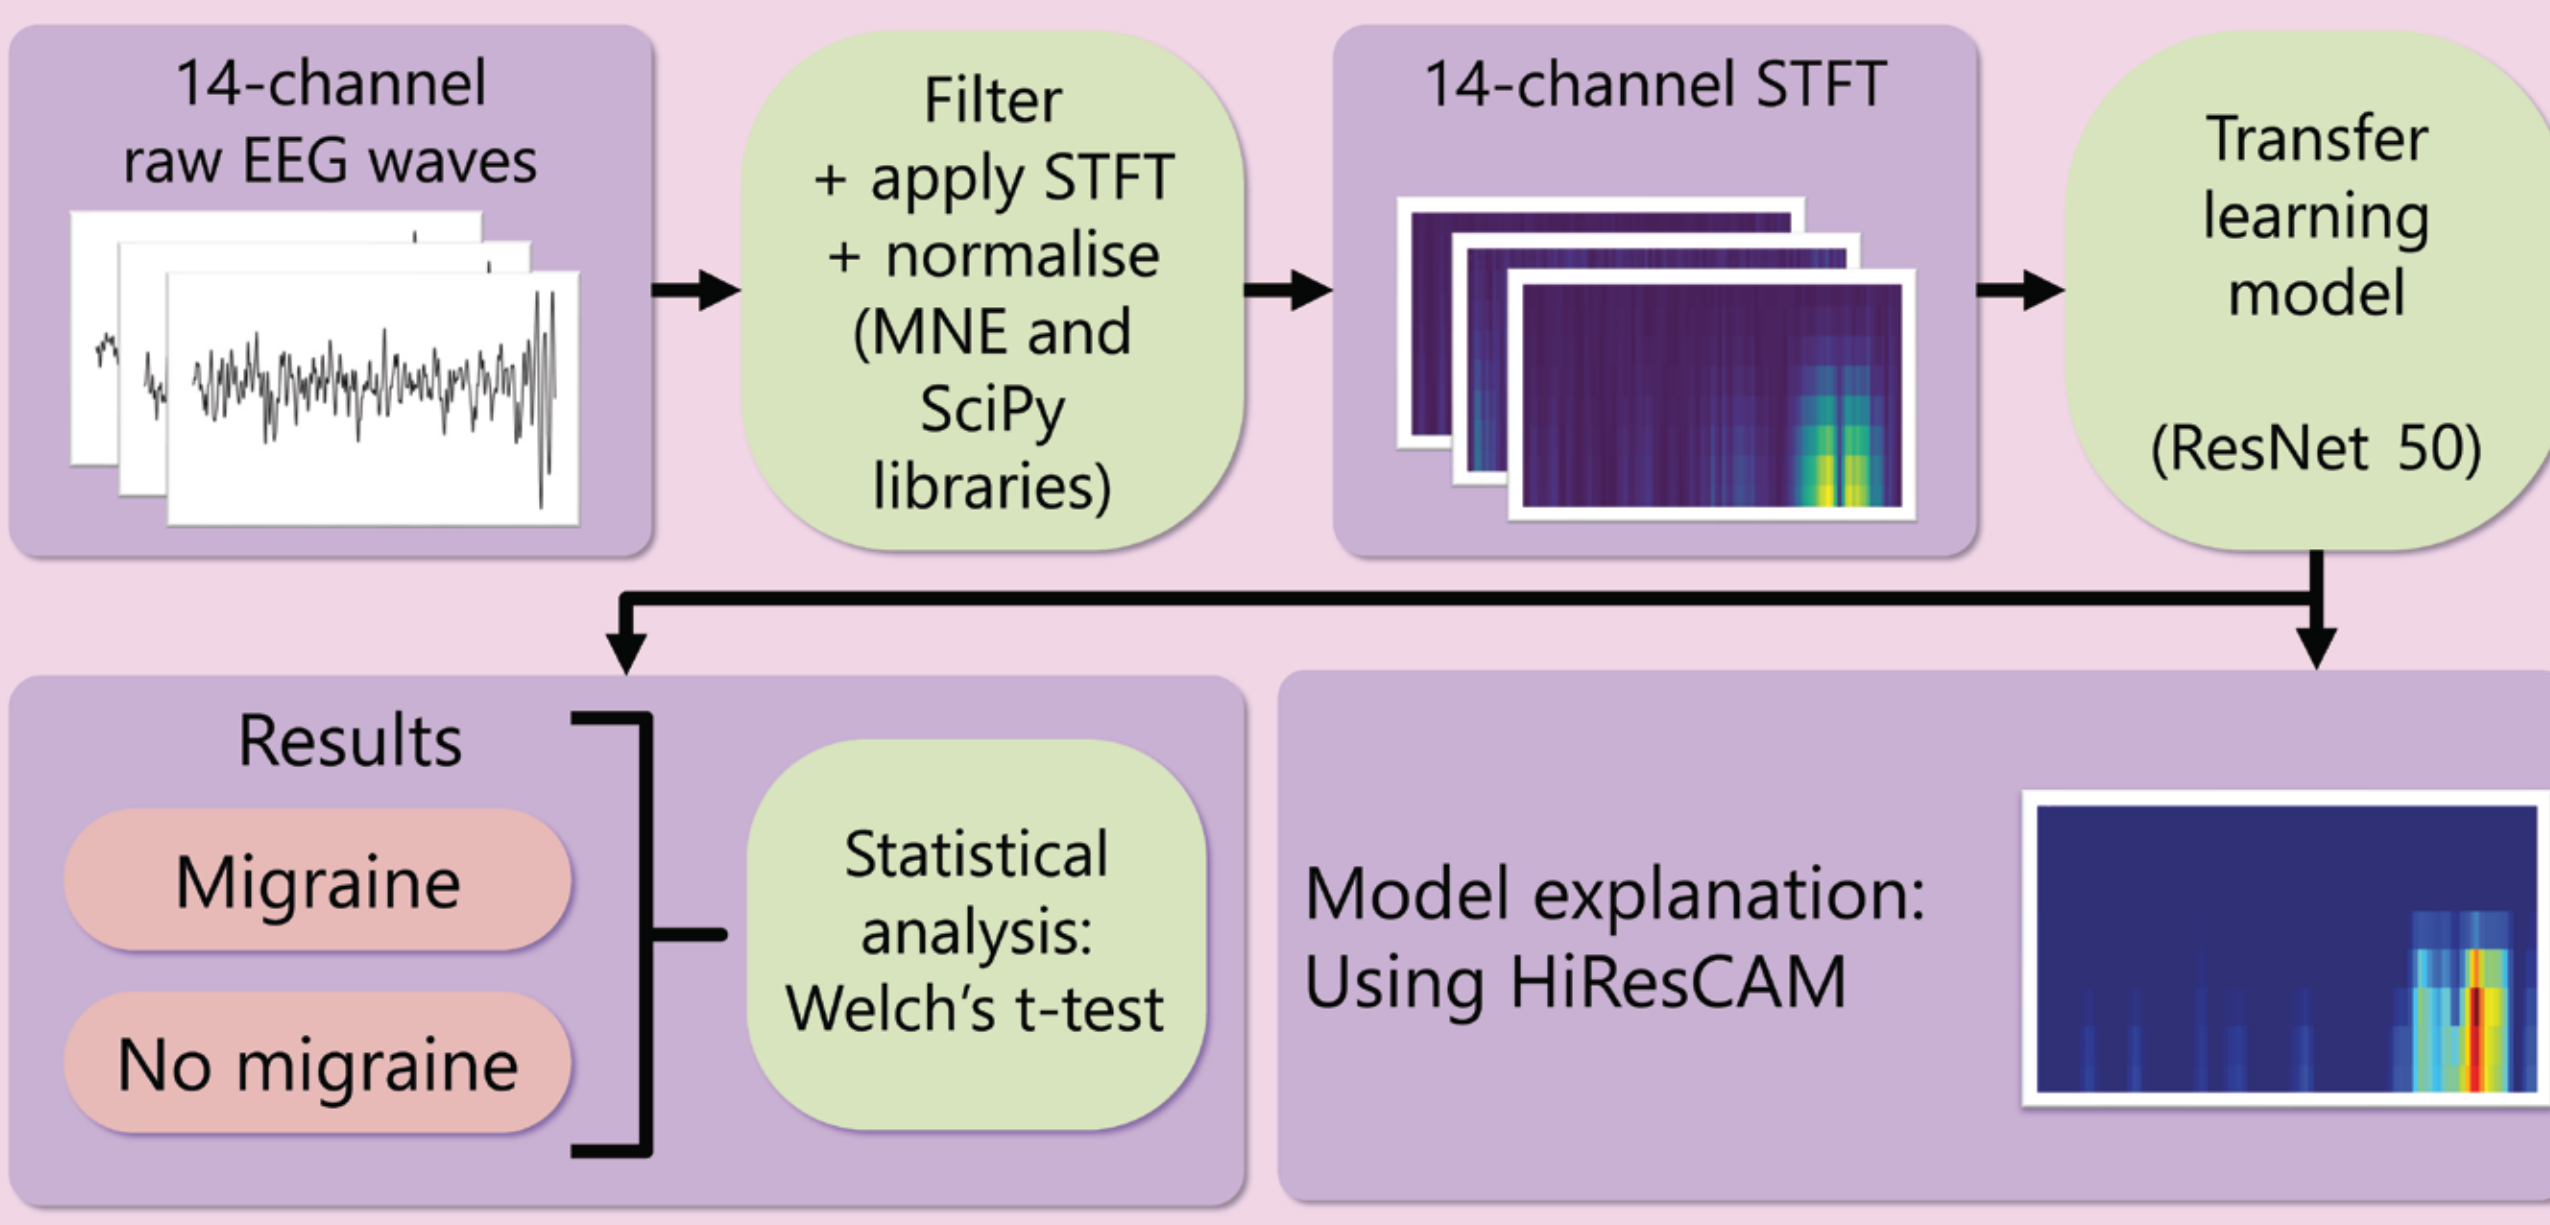 14-channel
raw EEG waves
Filter
+ apply STFT
+ normalise
(MNE and
SciPy
libraries)
14-channel STFT
Transfer
learning
model
(ResNet 50)
Results
Migraine
No migraine
Statistical
analysis:
Welch’s t-test
Model explanation:
Using HiResCAM